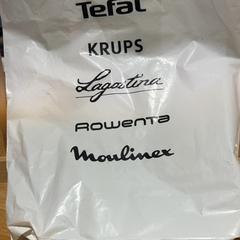 Tefal
KRUPS
Lagostina
ROWENTA
Moulinex